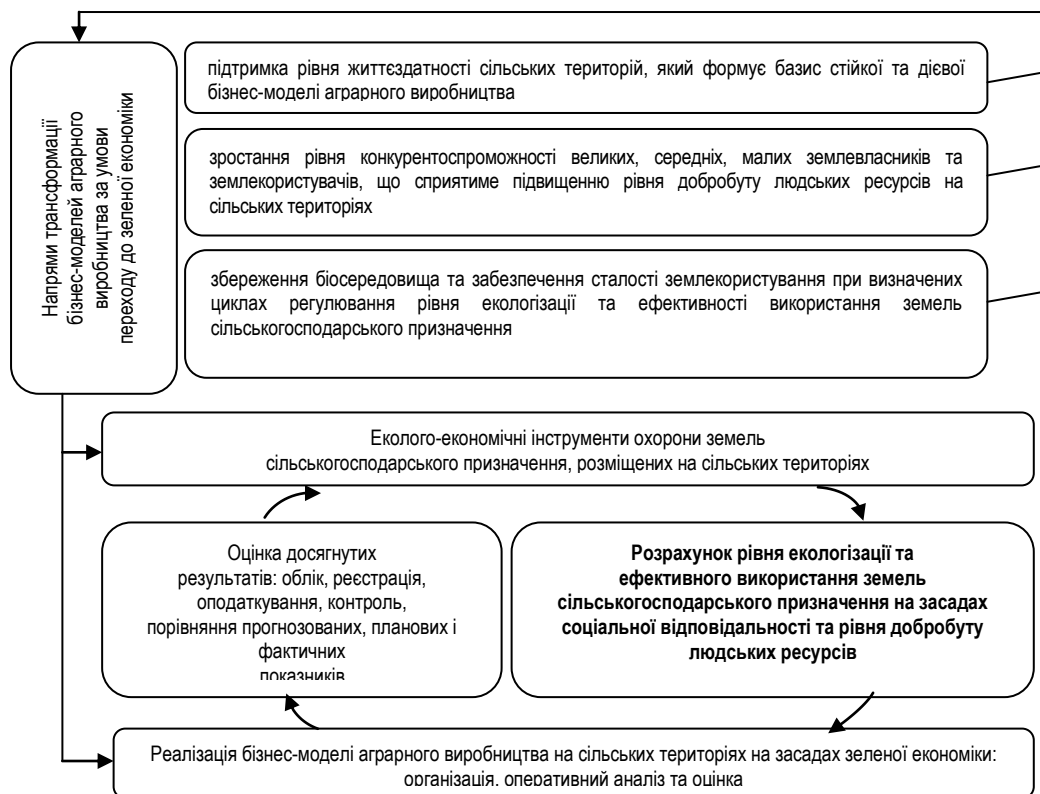 Напрями трансформації
бізнес-моделей аграрного
виробництва за умови
переходу до зеленої економіки
підтримка рівня життєздатності сільських територій, який формує базис стійкої та дієвої
бізнес-моделі аграрного виробництва
зростання рівня конкурентоспроможності великих, середніх, малих землевласників та
землекористувачів, що сприятиме підвищенню рівня добробуту людських ресурсів на
сільських територіях
збереження біосередовища та забезпечення сталості землекористування при визначених
циклах регулювання рівня екологізації та ефективності використання земель
сільськогосподарського призначення
Еколого-економічні інструменти охорони земель
сільськогосподарського призначення, розміщених на сільських територіях
Оцінка досягнутих
результатів: облік, реєстрація,
оподаткування, контроль,
порівняння прогнозованих, планових і
фактичних
показників
Розрахунок рівня екологізації та
ефективного використання земель
сільськогосподарського призначення на засадах
соціальної відповідальності та рівня добробуту
людських ресурсів
Реалізація бізнес-моделі аграрного виробництва на сільських територіях на засадах зеленої економіки:
організація, оперативний аналіз та оцінка